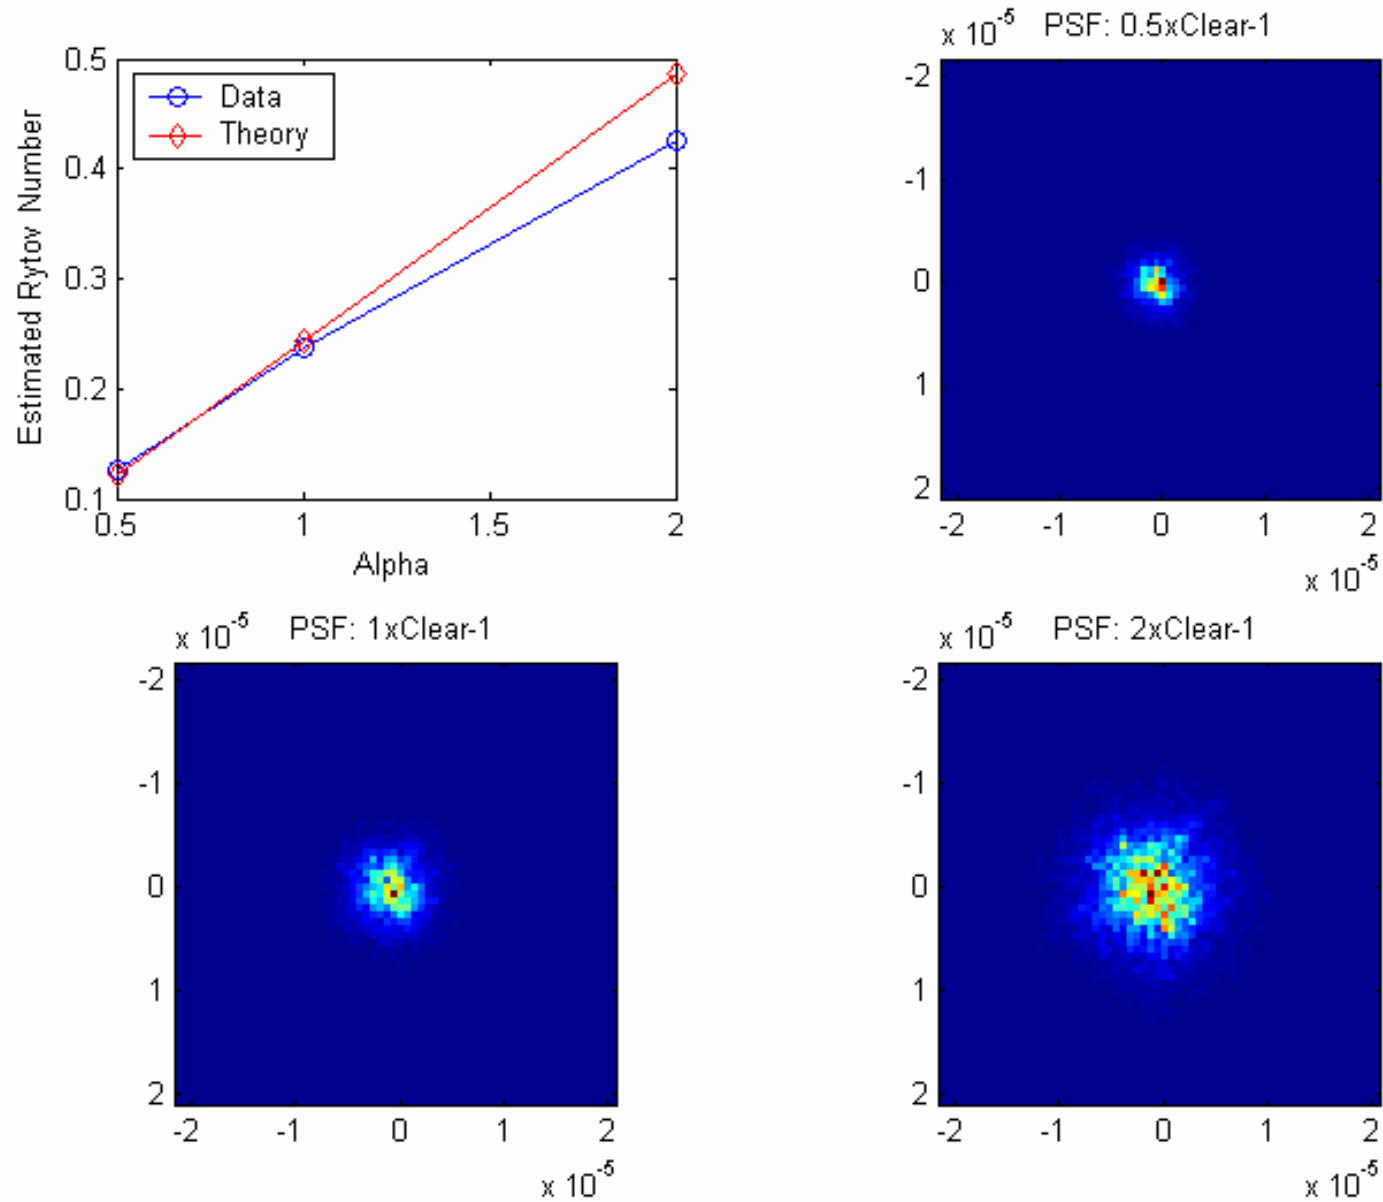 Data
Theory
Estimated Rytov Number
0.5
0.4
0.3
0.2
0.1
0.5 1 1.5 2
Alpha
x 10-5 PSF: 0.5xClear-1
-2
-1
0
1
2
-2 -1 0 1 2
x 10-5
x 10-5 PSF: 1xClear-1
-2
-1
0
1
2
-2 -1 0 1 2
x 10-5
x 10-5 PSF: 2xClear-1
-2
-1
0
1
2
-2 -1 0 1 2
x 10-5